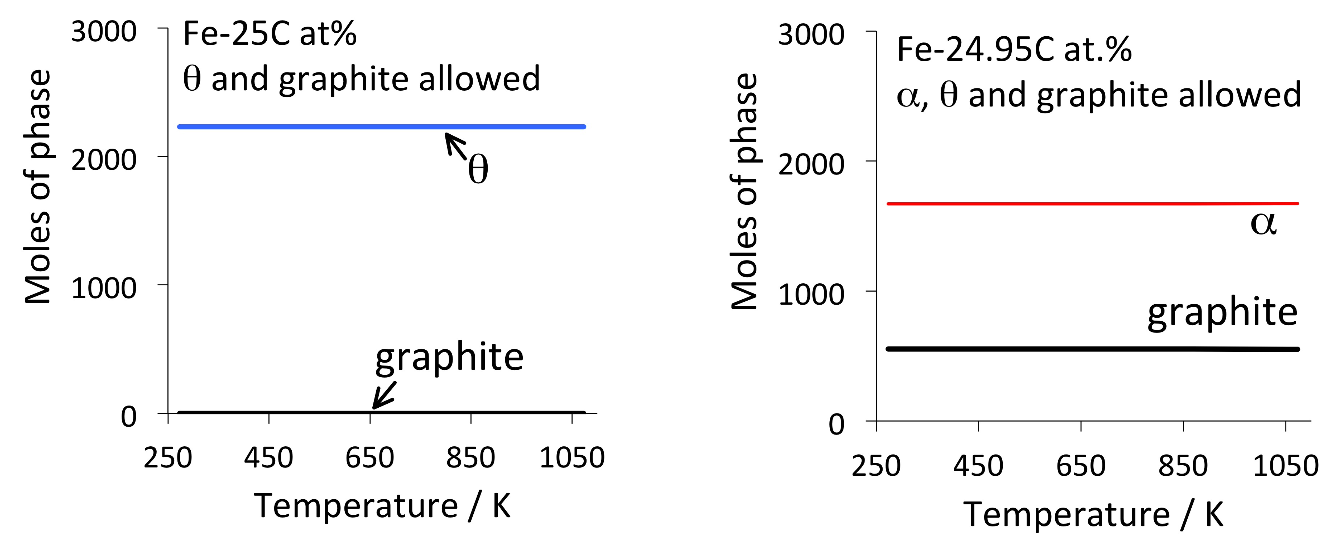 Fe-25C at%
θ and graphite allowed
Moles of phase
3000
2000
1000
0
θ
graphite
250 450 650 850 1050
Temperature / K
Fe-24.95C at.%
α, θ and graphite allowed
Moles of phase
3000
2000
1000
0
α
graphite
250 450 650 850 1050
Temperature / K